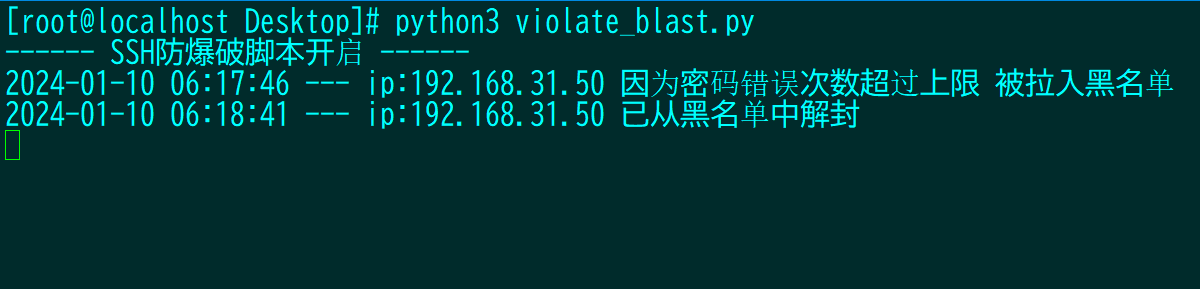 [root@localhost Desktop]# python3 violate_blast.py
------ SSH防爆破脚本开启 ------
2024-01-10 06:17:46 --- ip:192.168.31.50 因为密码错误次数超过上限 被拉入黑名单
2024-01-10 06:18:41 --- ip:192.168.31.50 已从黑名单中解封